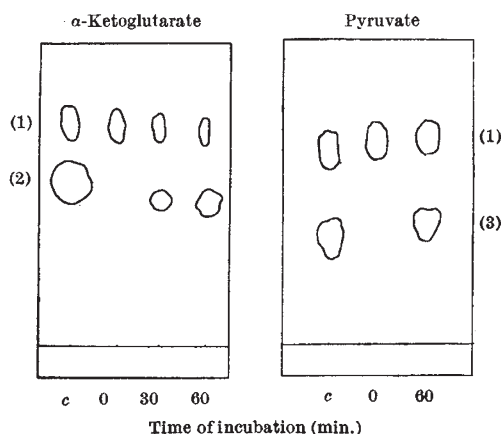 α-Ketoglutarate
Pyruvate
(1)
(2)
(1)
(3)
c 0 30 60
c 0 60
Time of incubation (min.)